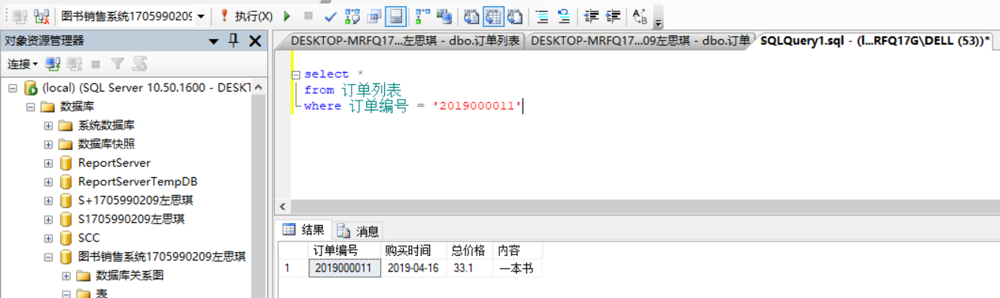 图书销售系统1705990209
执行(X)
对象资源管理器
连接
(local) (SQL Server 10.50.1600 - DESKT
数据库
系统数据库
数据库快照
ReportServer
ReportServerTempDB
S+1705990209左思琪
S1705990209左思琪
SCC
图书销售系统1705990209左思琪
数据库关系图
表
DESKTOP-MRFQ17...左思琪 - dbo.订单列表
DESKTOP-MRFQ17...09左思琪 - dbo.订单
SQLQuery1.sql - (l...RFQ17G\DELL (53))*
select *
from 订单列表
where 订单编号 = '2019000011'
结果 消息
订单编号 购买时间 总价格 内容
1 2019000011 2019-04-16 33.1 一本书